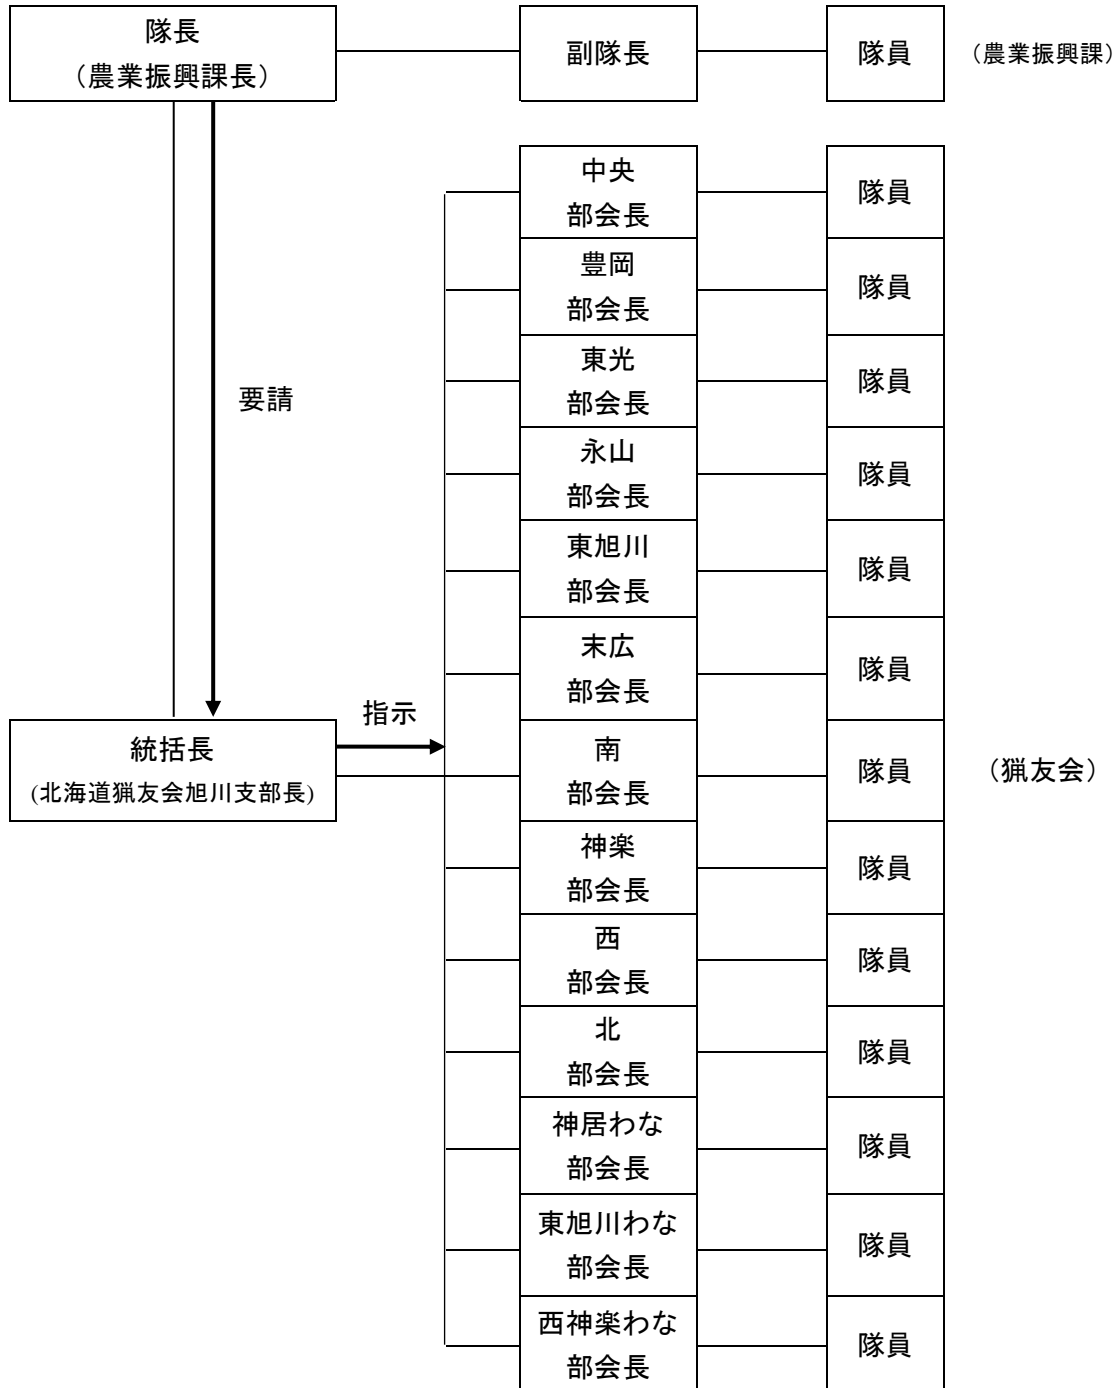 隊長
（農業振興課長）
副隊長
隊員
（農業振興課）
要請
統括長
(北海道猟友会旭川支部長)
指示
中央
部会長
隊員
豊岡
部会長
隊員
東光
部会長
隊員
永山
部会長
隊員
東旭川
部会長
隊員
末広
部会長
隊員
南
部会長
隊員
（猟友会）
神楽
部会長
隊員
西
部会長
隊員
北
部会長
隊員
神居わな
部会長
隊員
東旭川わな
部会長
隊員
西神楽わな
部会長
隊員